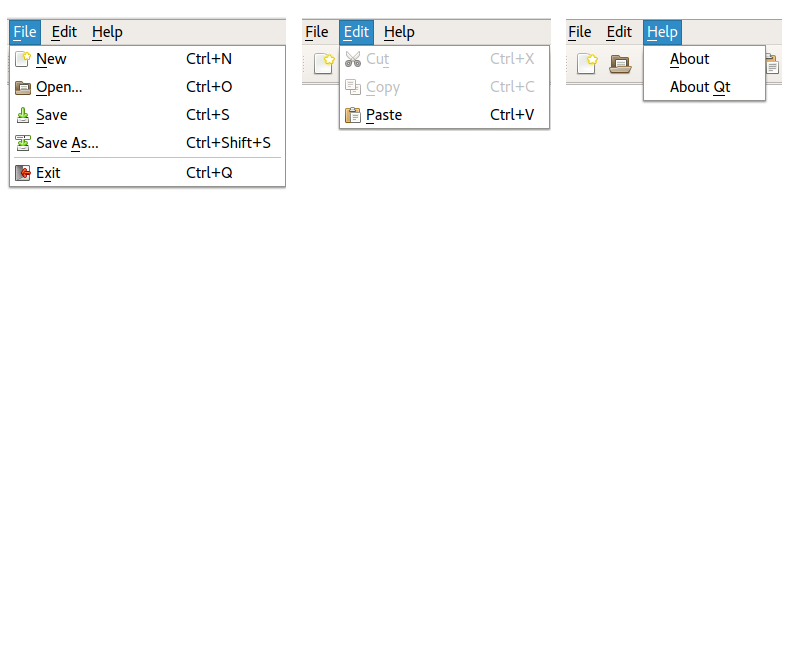 File Edit Help
New Ctrl+N
Open... Ctrl+O
Save Ctrl+S
Save As... Ctrl+Shift+S
Exit Ctrl+Q
File Edit Help
Cut Ctrl+X
Copy Ctrl+C
Paste Ctrl+V
File Edit Help
About
About Qt